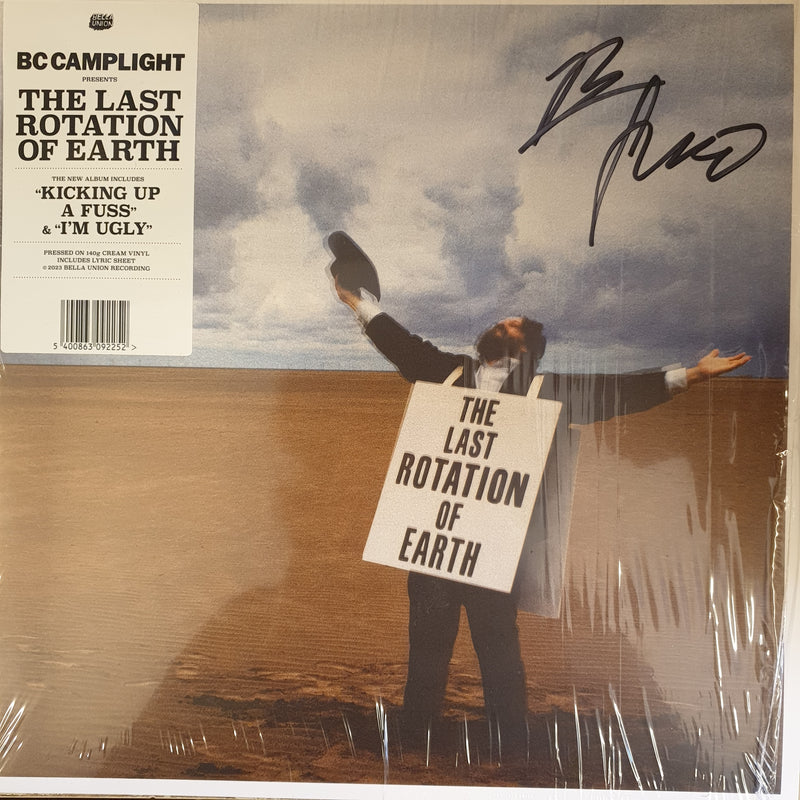 BELLA
UNION
BC CAMPLIGHT
PRESENTS
THE LAST
ROTATION
OF EARTH
THE NEW ALBUM INCLUDES
“KICKING UP
A FUSS”
& “I'M UGLY”
PRESSED ON 140g CREAM VINYL
INCLUDES LYRIC SHEET
℗ 2023 BELLA UNION RECORDING
5 400863 092252 >
THE
LAST
ROTATION
OF
EARTH